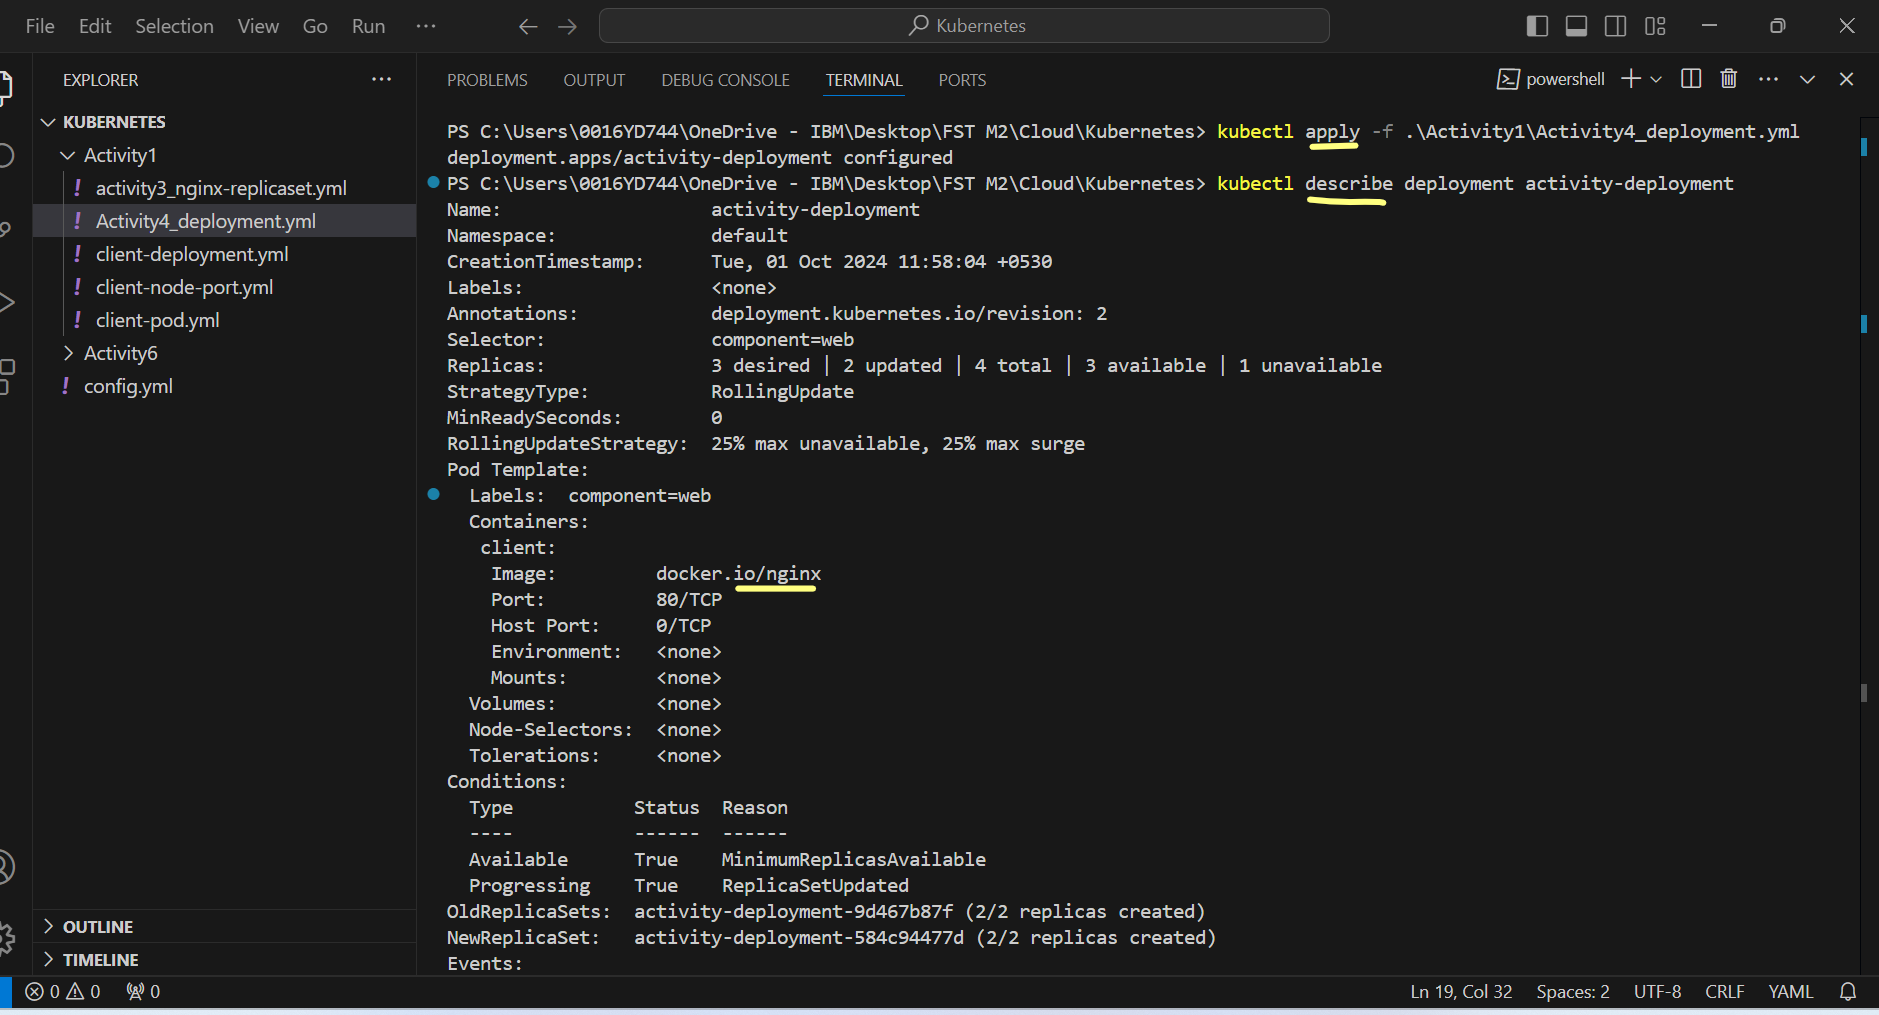 File Edit Selection View Go Run ··· Kubernetes
EXPLORER ···
KUBERNETES
Activity1
! activity3_nginx-replicaset.yml
! Activity4_deployment.yml
! client-deployment.yml
! client-node-port.yml
! client-pod.yml
Activity6
! config.yml
OUTLINE
TIMELINE
PROBLEMS OUTPUT DEBUG CONSOLE TERMINAL PORTS powershell
PS C:\Users\0016YD744\OneDrive - IBM\Desktop\FST M2\Cloud\Kubernetes> kubectl apply -f .\Activity1\Activity4_deployment.yml
deployment.apps/activity-deployment configured
PS C:\Users\0016YD744\OneDrive - IBM\Desktop\FST M2\Cloud\Kubernetes> kubectl describe deployment activity-deployment
Name: activity-deployment
Namespace: default
CreationTimestamp: Tue, 01 Oct 2024 11:58:04 +0530
Labels: <none>
Annotations: deployment.kubernetes.io/revision: 2
Selector: component=web
Replicas: 3 desired | 2 updated | 4 total | 3 available | 1 unavailable
StrategyType: RollingUpdate
MinReadySeconds: 0
RollingUpdateStrategy: 25% max unavailable, 25% max surge
Pod Template:
Labels: component=web
Containers:
client:
Image: docker.io/nginx
Port: 80/TCP
Host Port: 0/TCP
Environment: <none>
Mounts: <none>
Volumes: <none>
Node-Selectors: <none>
Tolerations: <none>
Conditions:
Type Status Reason
---- ------ ------
Available True MinimumReplicasAvailable
Progressing True ReplicaSetUpdated
OldReplicaSets: activity-deployment-9d467b87f (2/2 replicas created)
NewReplicaSet: activity-deployment-584c94477d (2/2 replicas created)
Events:
0 0 0 Ln 19, Col 32 Spaces: 2 UTF-8 CRLF YAML